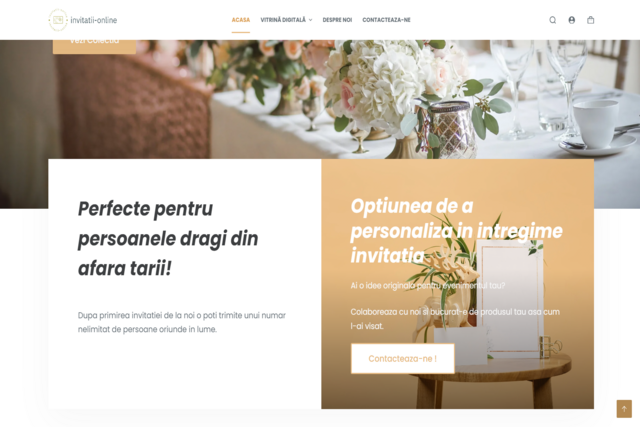 invitatii-online
ACASA
VITRINĂ DIGITALĂ
DESPRE NOI
CONTACTEAZA-NE
Vezi Colectia
Perfecte pentru
persoanele dragi din
afara tarii!
Dupa primirea invitatiei de la noi o poti trimite unui numar
nelimitat de persoane oriunde in lume.
Optiunea de a
personaliza in intregime
invitatia
Ai o idee originala pentru evenimentul tau?
Colaboreaza cu noi si bucurat-e de produsul tau asa cum
l-ai visat.
Contacteaza-ne !